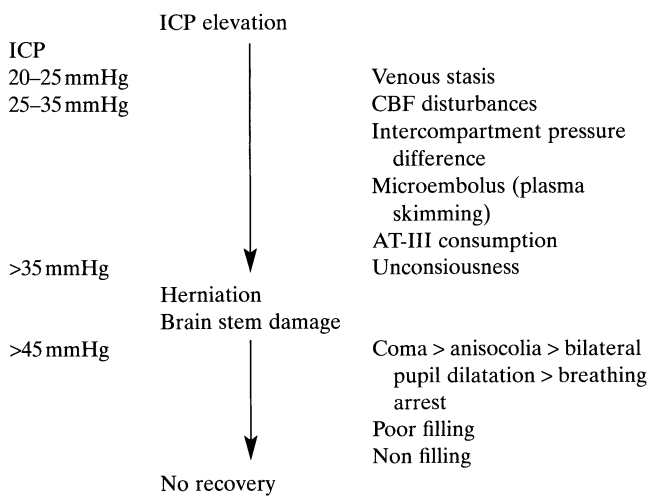 ICP elevation
ICP
20–25 mmHg Venous stasis
25–35 mmHg CBF disturbances
Intercompartment pressure
difference
Microembolus (plasma
skimming)
AT-III consumption
>35 mmHg Unconsiousness
Herniation
Brain stem damage
>45 mmHg Coma > anisocolia > bilateral
pupil dilatation > breathing
arrest
Poor filling
Non filling
No recovery